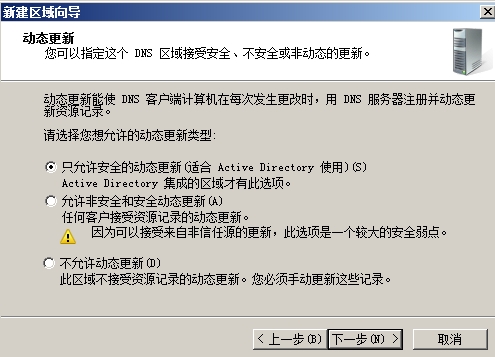 新建区域向导
动态更新
您可以指定这个 DNS 区域接受安全、不安全或非动态的更新。
动态更新能使 DNS 客户端计算机在每次发生更改时，用 DNS 服务器注册并动态更
新资源记录。
请选择您想允许的动态更新类型:
只允许安全的动态更新(适合 Active Directory 使用)(S)
Active Directory 集成的区域才有此选项。
允许非安全和安全动态更新(A)
任何客户接受资源记录的动态更新。
因为可以接受来自非信任源的更新，此选项是一个较大的安全弱点。
不允许动态更新(D)
此区域不接受资源记录的动态更新。您必须手动更新这些记录。
< 上一步(B) 下一步(N) > 取消